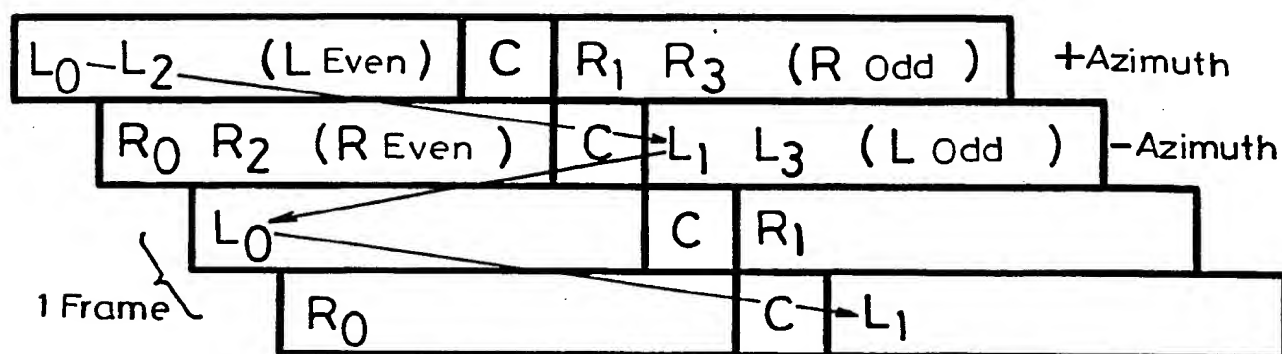 L0–L2 (L Even) C R1 R3 (R Odd) +Azimuth
R0 R2 (R Even) C L1 L3 (L Odd) -Azimuth
L0 C R1
1 Frame
R0 C L1